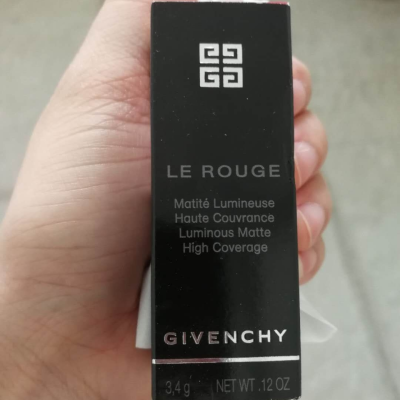 LE ROUGE
Matité Lumineuse
Haute Couvrance
Luminous Matte
High Coverage
GIVENCHY
3,4 g NET WT .12 OZ